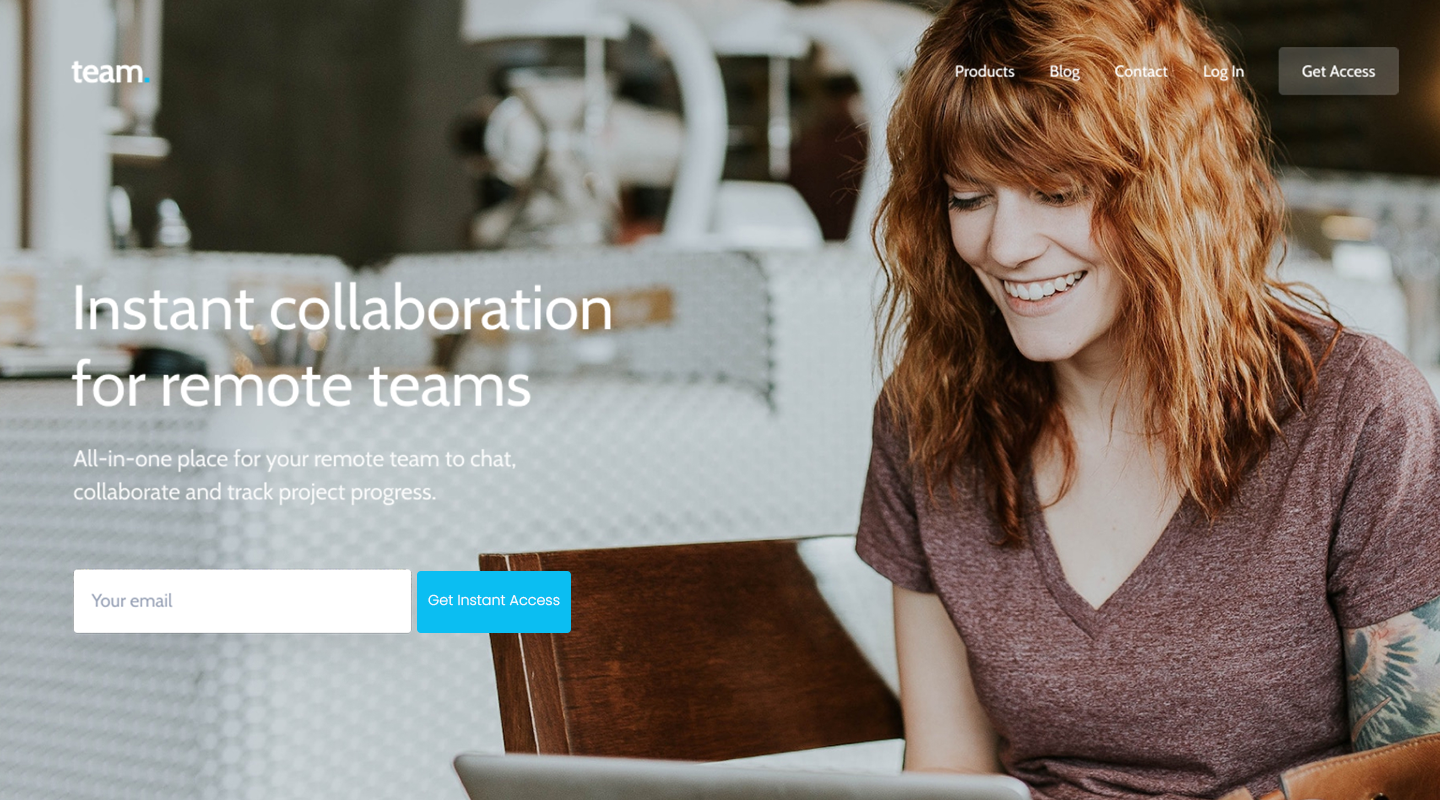 team.
Products Blog Contact Log In Get Access
Instant collaboration
for remote teams
All-in-one place for your remote team to chat,
collaborate and track project progress.
Your email Get Instant Access